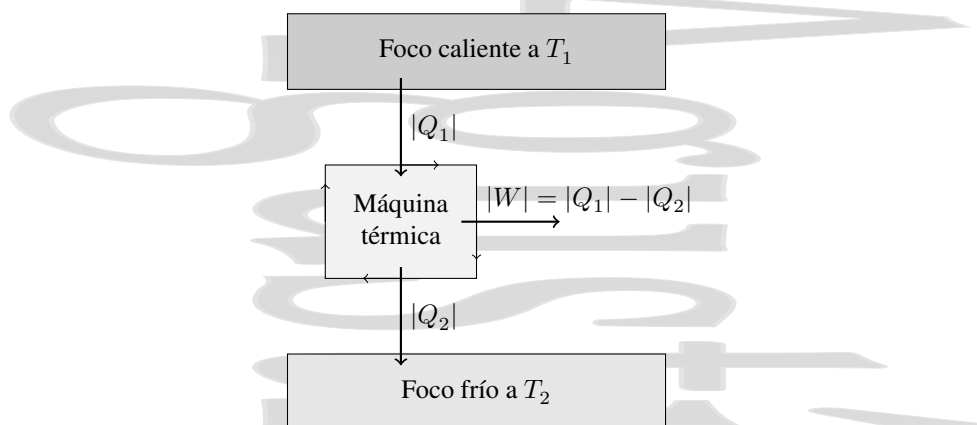 Foco caliente a T₁
|Q₁|
Máquina
térmica
|W| = |Q₁| − |Q₂|
|Q₂|
Foco frío a T₂